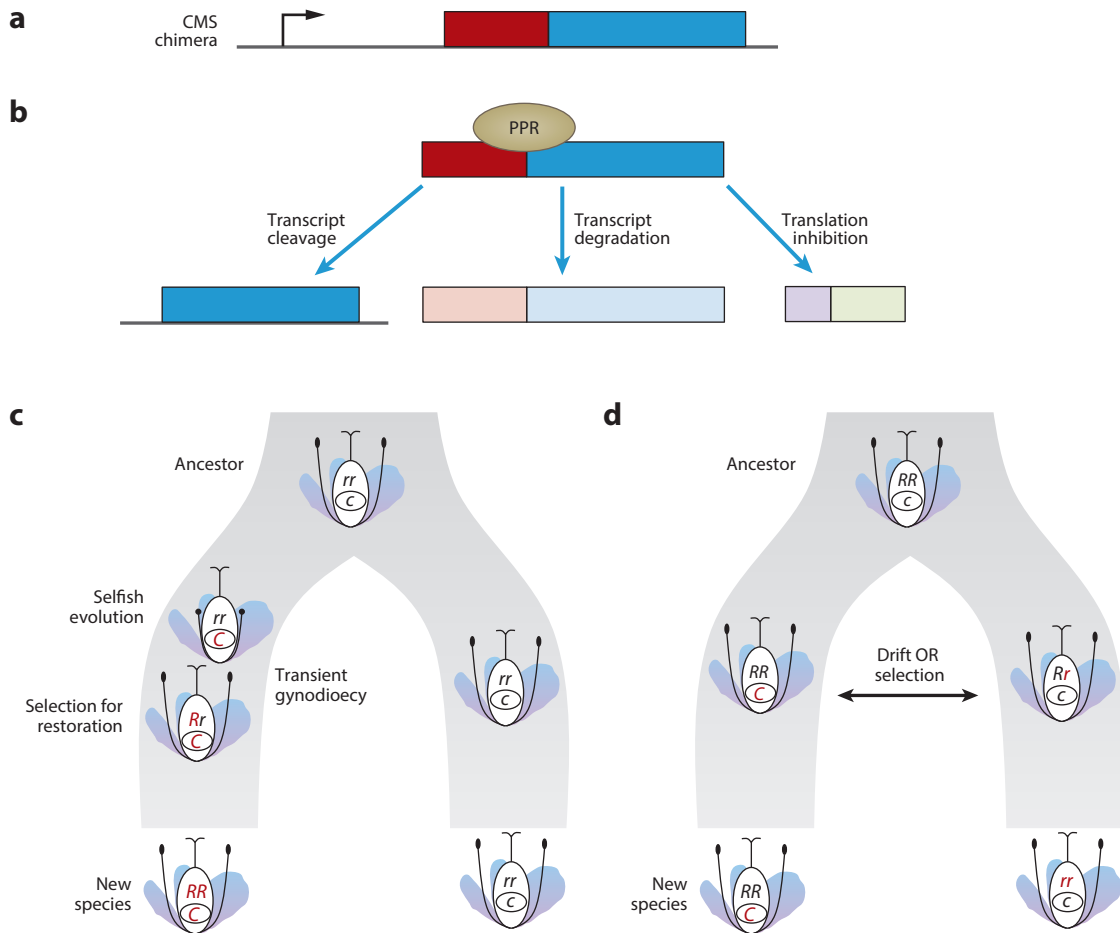 a
CMS
chimera
b
PPR
Transcript
cleavage
Transcript
degradation
Translation
inhibition
c
Ancestor
rr
c
Selfish
evolution
rr
C
Transient
gynodioecy
Selection for
restoration
Rr
C
rr
c
New
species
RR
C
rr
c
d
Ancestor
RR
c
RR
C
Drift OR
selection
Rr
c
New
species
RR
C
rr
c